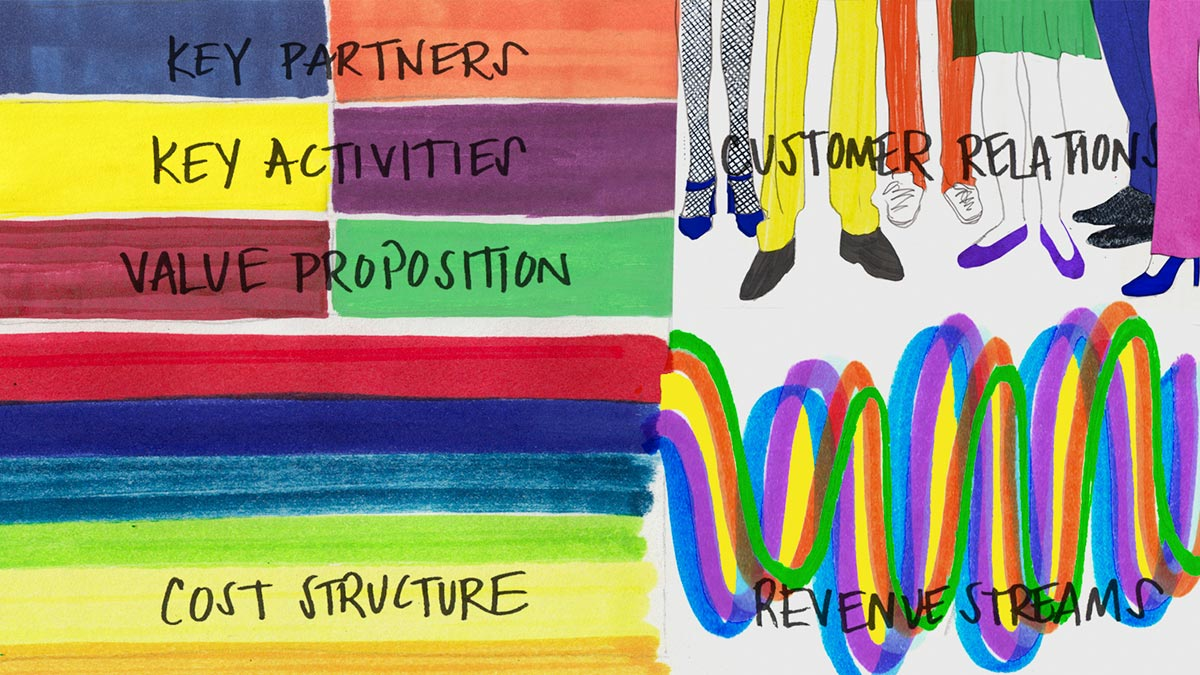 KEY PARTNERS
KEY ACTIVITIES
VALUE PROPOSITION
COST STRUCTURE
CUSTOMER RELATIONS
REVENUE STREAMS